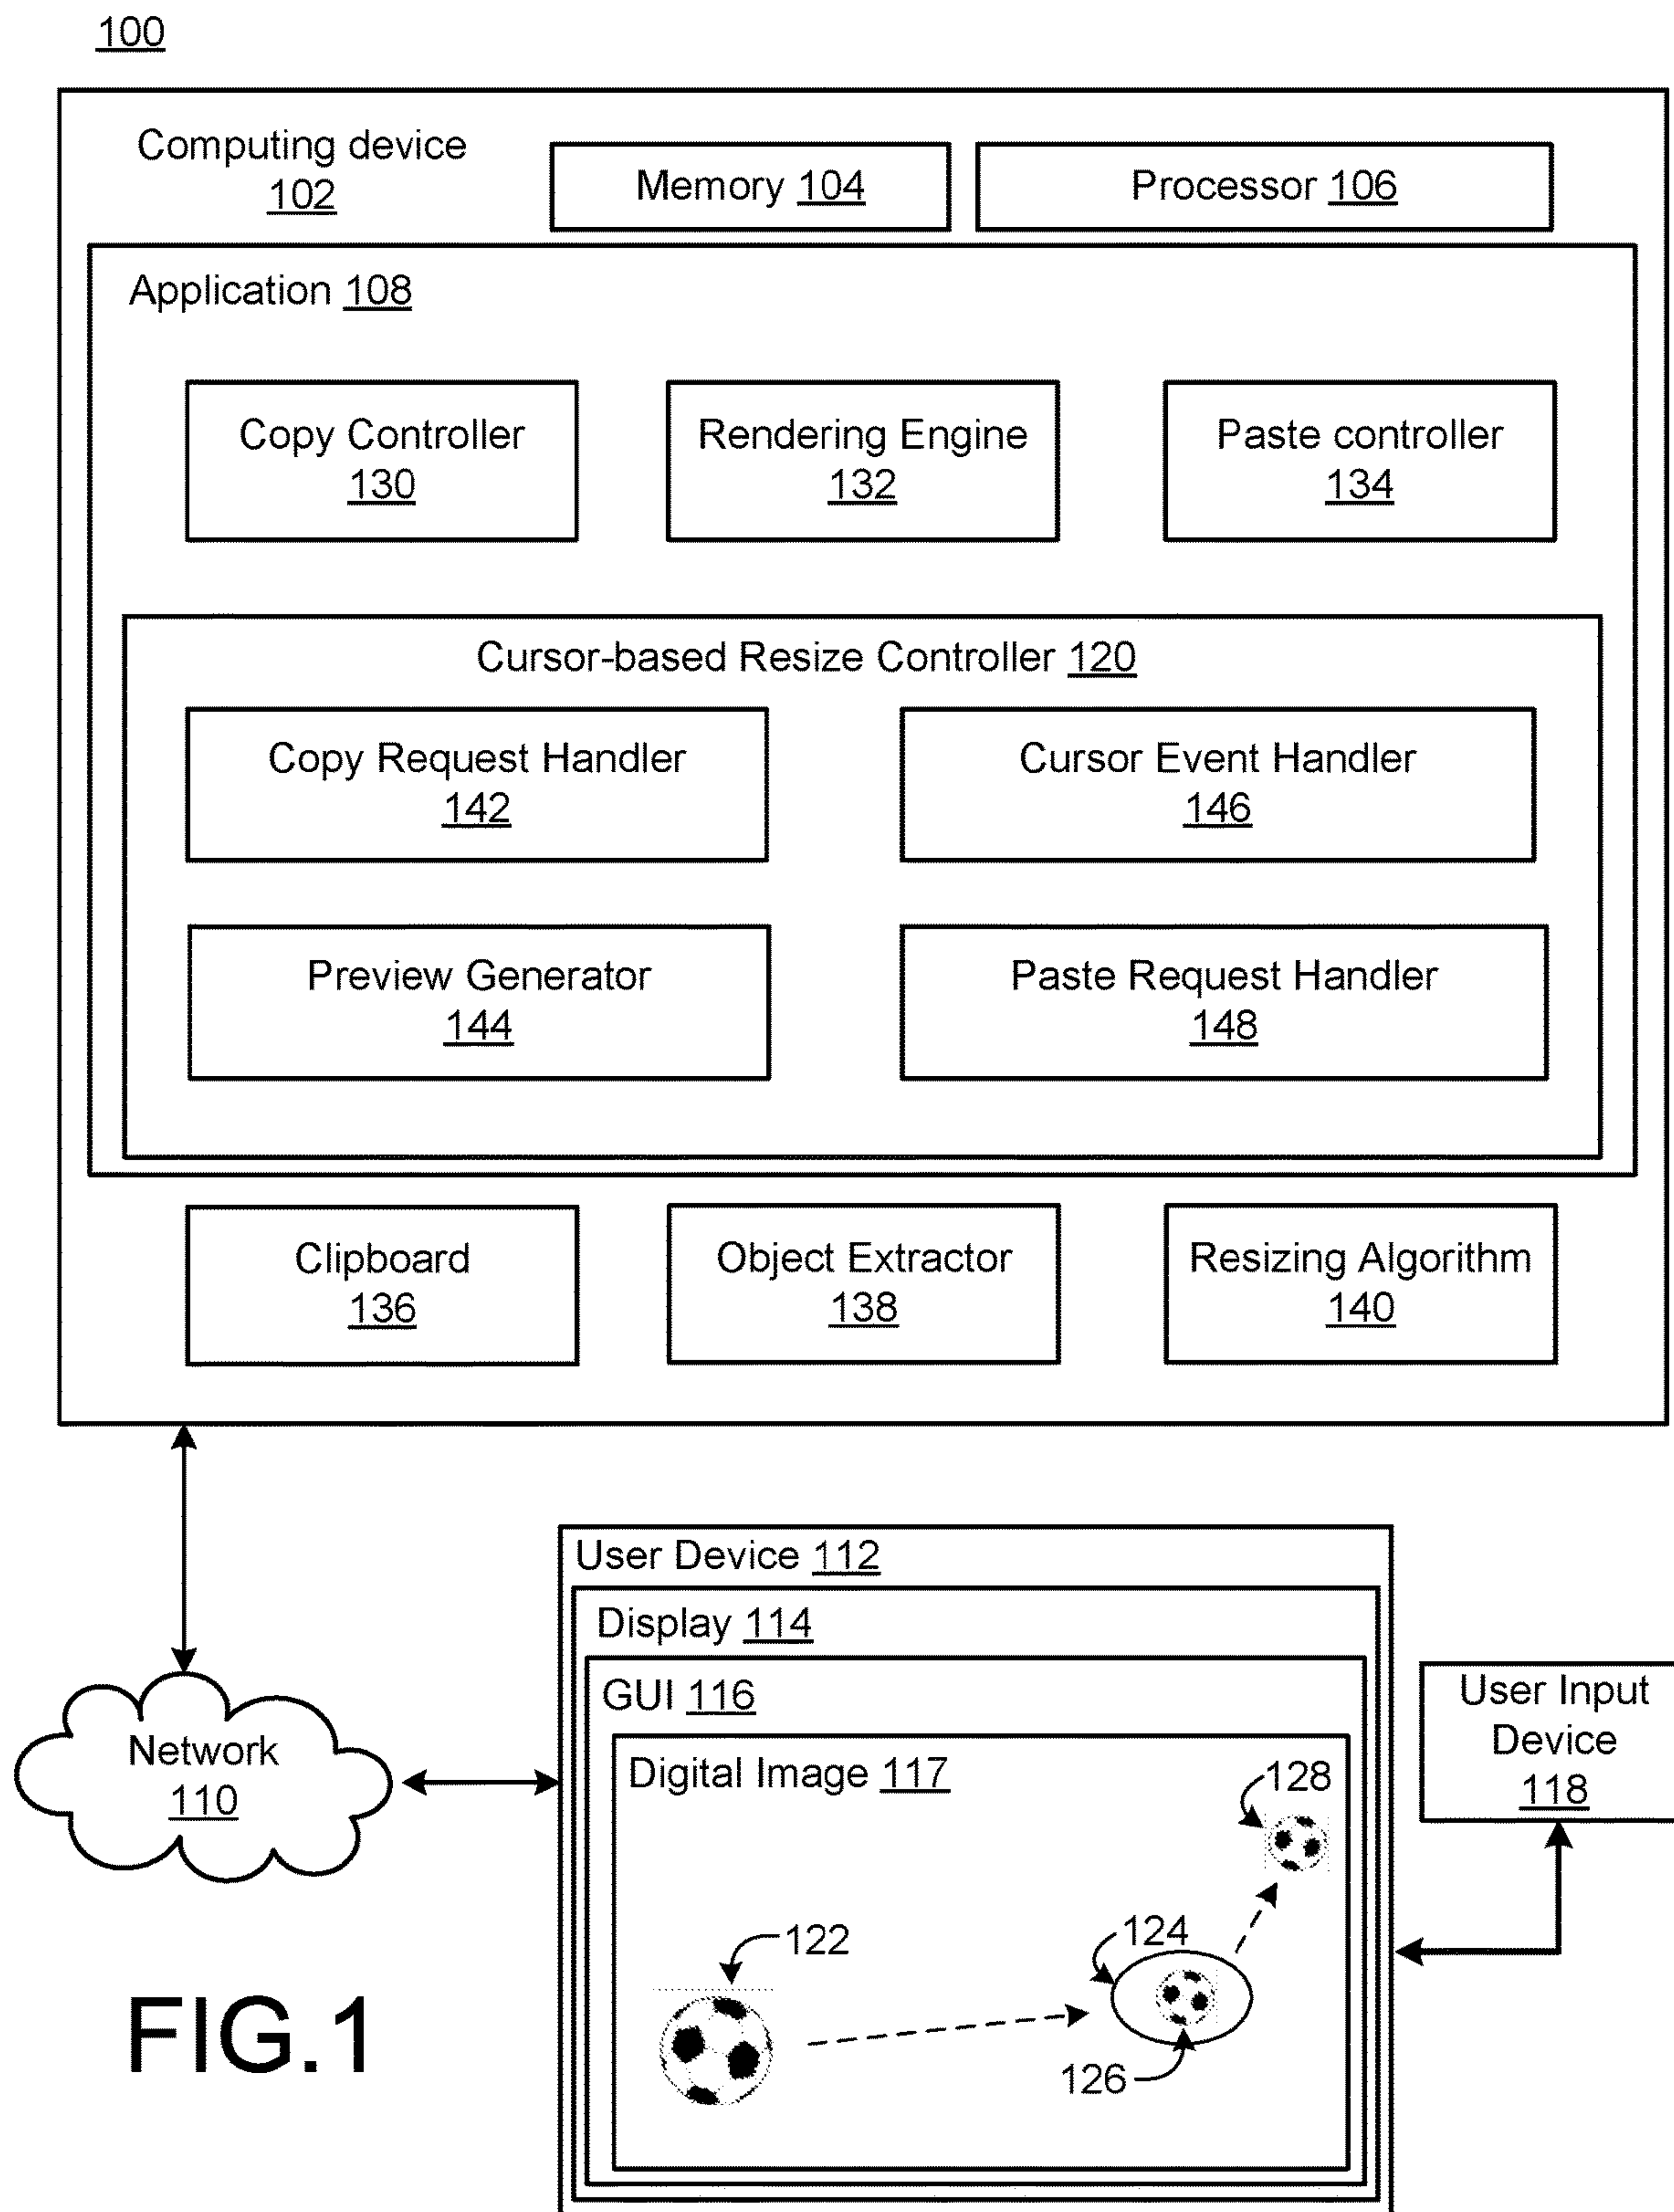 100
Computing device
102
Memory 104
Processor 106
Application 108
Copy Controller
130
Rendering Engine
132
Paste controller
134
Cursor-based Resize Controller 120
Copy Request Handler
142
Cursor Event Handler
146
Preview Generator
144
Paste Request Handler
148
Clipboard
136
Object Extractor
138
Resizing Algorithm
140
User Device 112
Display 114
GUI 116
Digital Image 117
Network
110
User Input
Device
118
128
122
124
126
FIG.1